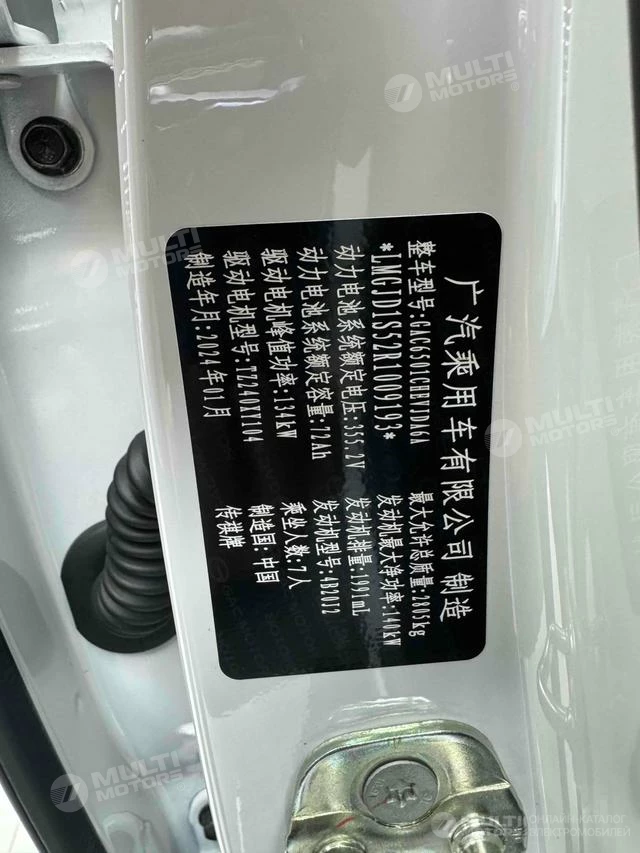 广汽乘用车有限公司 制造
整车型号:GAC6501CHEVJDA6A 最大允许总质量:2805kg
*LMGJD1S52R1009193* 发动机最大净功率:140kW
动力电池系统额定电压:355.2V 发动机排量:1991mL
动力电池系统额定容量:72Ah 发动机型号:4B20J2
驱动电机峰值功率:134kW 乘坐人数:7人
驱动电机型号:TZ240XY104 制造国:中国
制造年月:2024年01月 传祺牌
MULTI
MOTORS
MULTI
MOTORS
MULTI
MOTORS
MULTI
MOTORS
ОНЛАЙН-КАТАЛОГ
ЭЛЕКТРОМОБИЛЕЙ